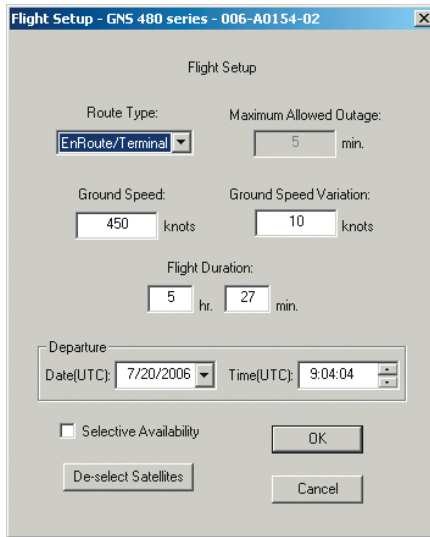 Flight Setup - GNS 480 series - 006-A0154-02
Flight Setup
Route Type: Maximum Allowed Outage:
EnRoute/Terminal 5 min.
Ground Speed: Ground Speed Variation:
450 knots 10 knots
Flight Duration:
5 hr. 27 min.
Departure
Date(UTC): 7/20/2006 Time(UTC): 9:04:04
Selective Availability OK
De-select Satellites Cancel